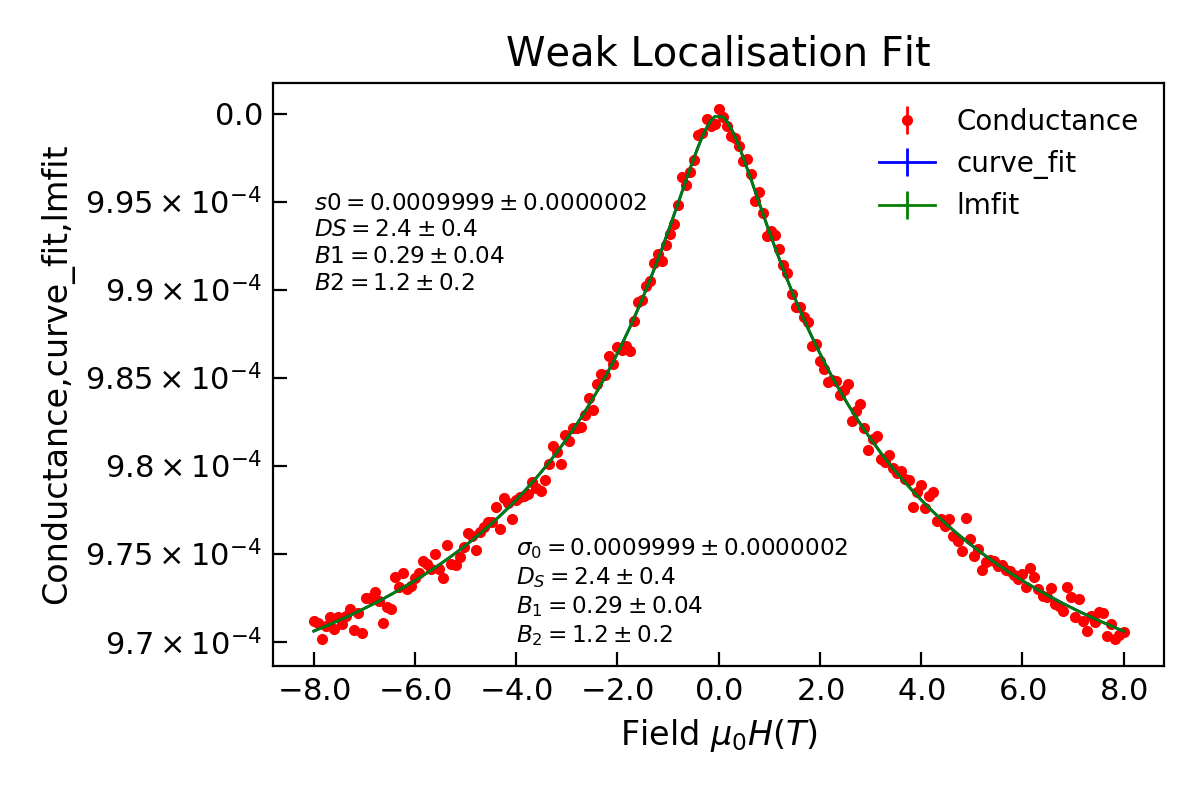 Weak Localisation Fit
Conductance,curve_fit,lmfit
0.0
9.95 × 10⁻⁴
9.9 × 10⁻⁴
9.85 × 10⁻⁴
9.8 × 10⁻⁴
9.75 × 10⁻⁴
9.7 × 10⁻⁴
Conductance
curve_fit
lmfit
s0 = 0.0009999 ± 0.0000002
DS = 2.4 ± 0.4
B1 = 0.29 ± 0.04
B2 = 1.2 ± 0.2
σ₀ = 0.0009999 ± 0.0000002
D_S = 2.4 ± 0.4
B₁ = 0.29 ± 0.04
B₂ = 1.2 ± 0.2
−8.0 −6.0 −4.0 −2.0 0.0 2.0 4.0 6.0 8.0
Field μ₀H(T)